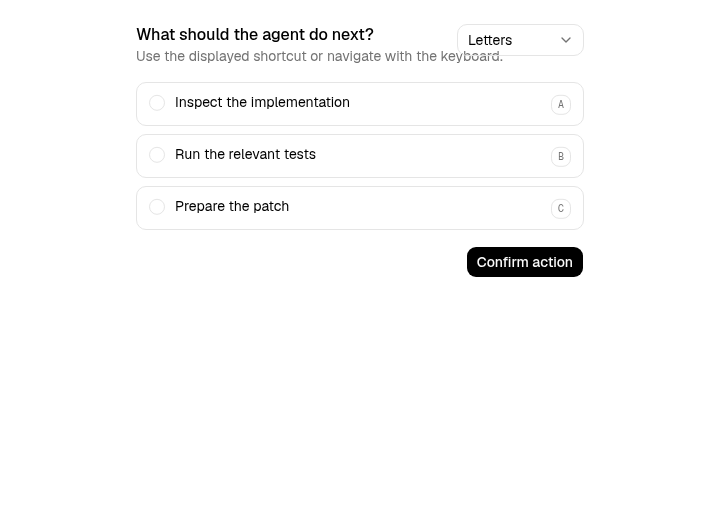 What should the agent do next?
Letters
Use the displayed shortcut or navigate with the keyboard.
Inspect the implementation
A
Run the relevant tests
B
Prepare the patch
C
Confirm action